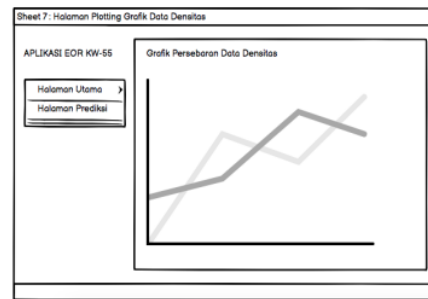 Sheet 7: Halaman Plotting Grafik Data Densitas
APLIKASI EOR KW-55
Halaman Utama
Halaman Prediksi
Grafik Persebaran Data Densitas